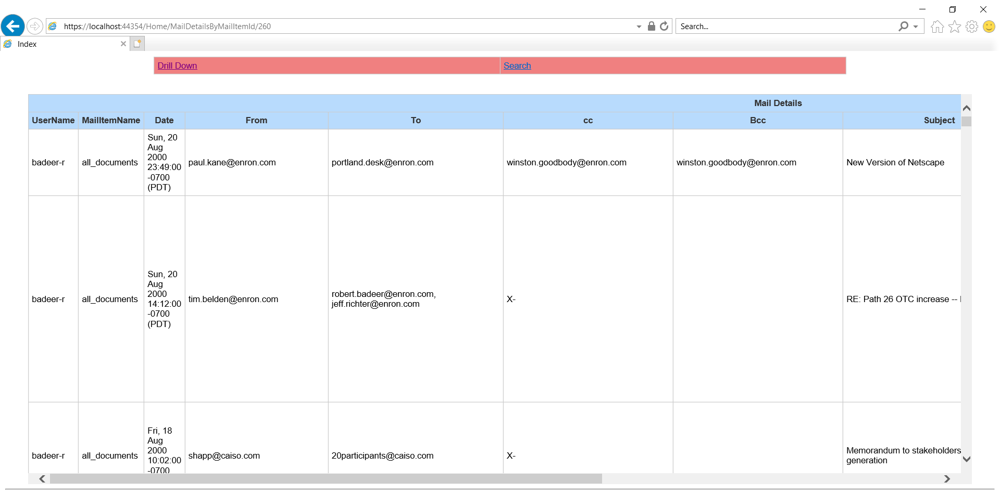 https://localhost:44354/Home/MailDetailsByMailItemId/260
Search...
Index
Drill Down
Search
Mail Details
UserName MailItemName Date From To cc Bcc Subject
badeer-r all_documents Sun, 20 Aug 2000 23:49:00 -0700 (PDT) paul.kane@enron.com portland.desk@enron.com winston.goodbody@enron.com winston.goodbody@enron.com New Version of Netscape
badeer-r all_documents Sun, 20 Aug 2000 14:12:00 -0700 (PDT) tim.belden@enron.com robert.badeer@enron.com, jeff.richter@enron.com X- RE: Path 26 OTC increase --
badeer-r all_documents Fri, 18 Aug 2000 10:02:00 -0700 shapp@caiso.com 20participants@caiso.com X- Memorandum to stakeholders generation